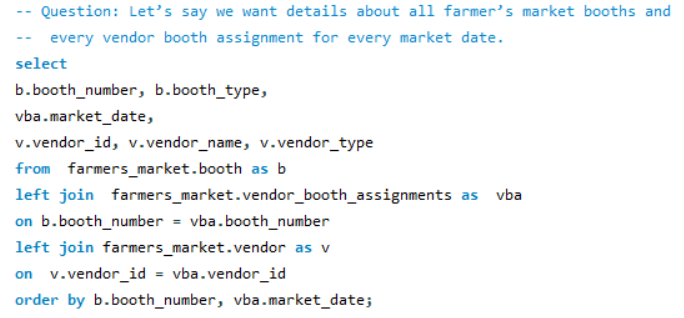 -- Question: Let’s say we want details about all farmer’s market booths and
-- every vendor booth assignment for every market date.
select
b.booth_number, b.booth_type,
vba.market_date,
v.vendor_id, v.vendor_name, v.vendor_type
from farmers_market.booth as b
left join farmers_market.vendor_booth_assignments as vba
on b.booth_number = vba.booth_number
left join farmers_market.vendor as v
on v.vendor_id = vba.vendor_id
order by b.booth_number, vba.market_date;